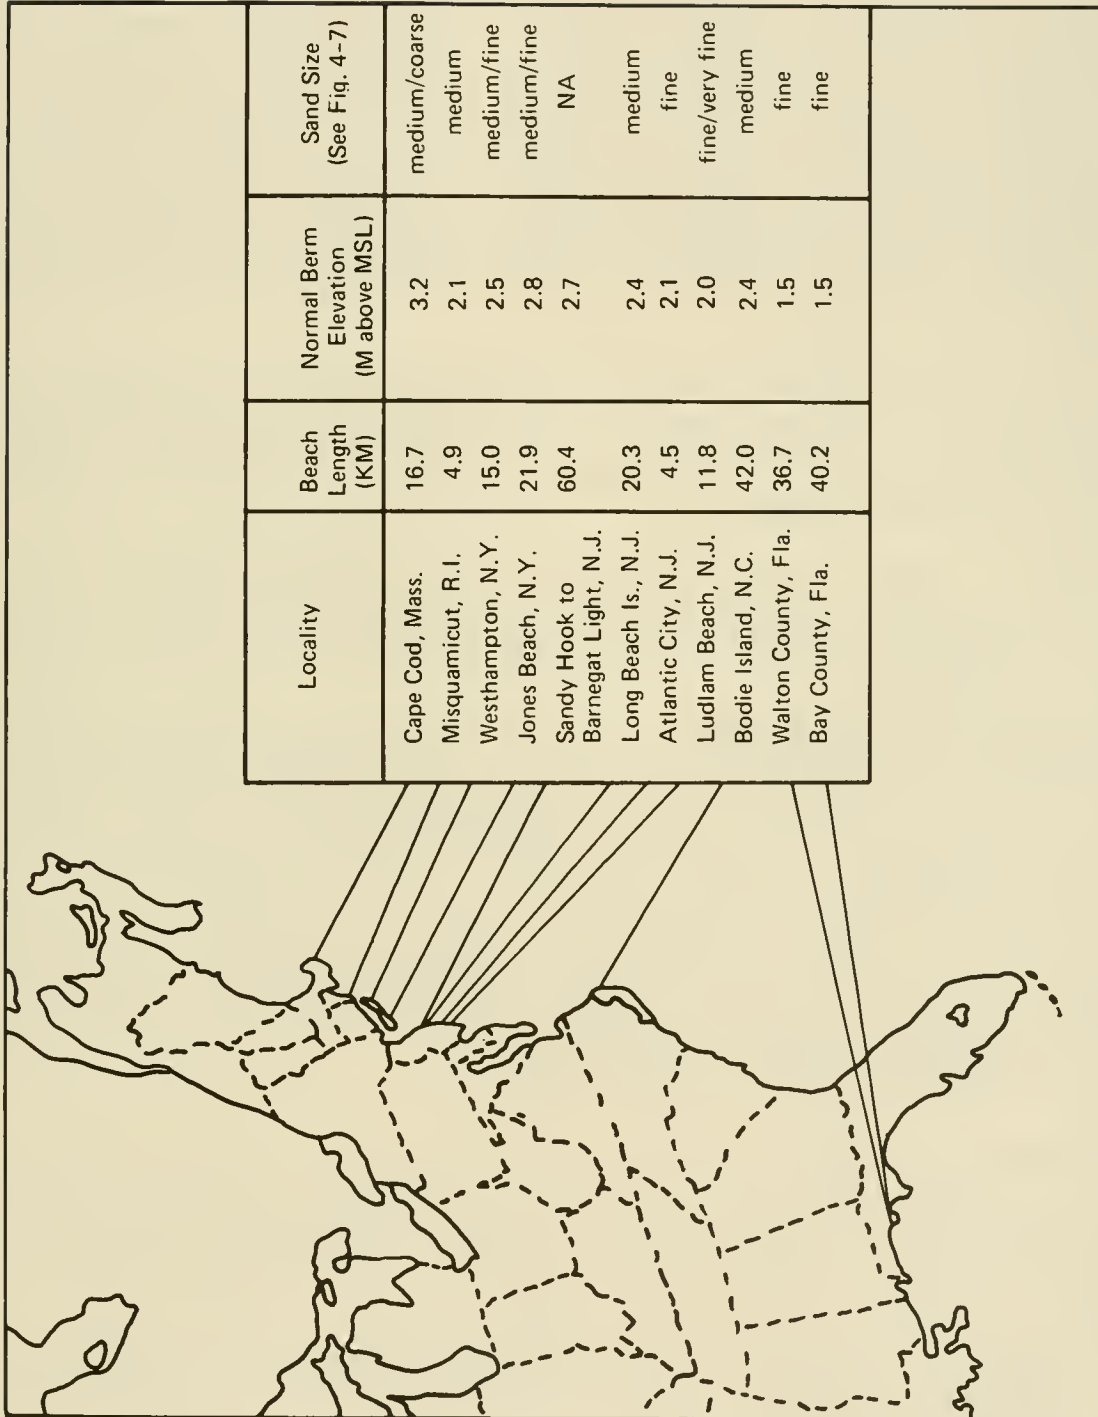 Locality Beach Length (KM) Normal Berm Elevation (M above MSL) Sand Size (See Fig. 4-7)
Cape Cod, Mass. 16.7 3.2 medium/coarse
Misquamicut, R.I. 4.9 2.1 medium
Westhampton, N.Y. 15.0 2.5 medium/fine
Jones Beach, N.Y. 21.9 2.8 medium/fine
Sandy Hook to 60.4 2.7 NA
Barnegat Light, N.J.
Long Beach Is., N.J. 20.3 2.4 medium
Atlantic City, N.J. 4.5 2.1 fine
Ludlam Beach, N.J. 11.8 2.0 fine/very fine
Bodie Island, N.C. 42.0 2.4 medium
Walton County, Fla. 36.7 1.5 fine
Bay County, Fla. 40.2 1.5 fine